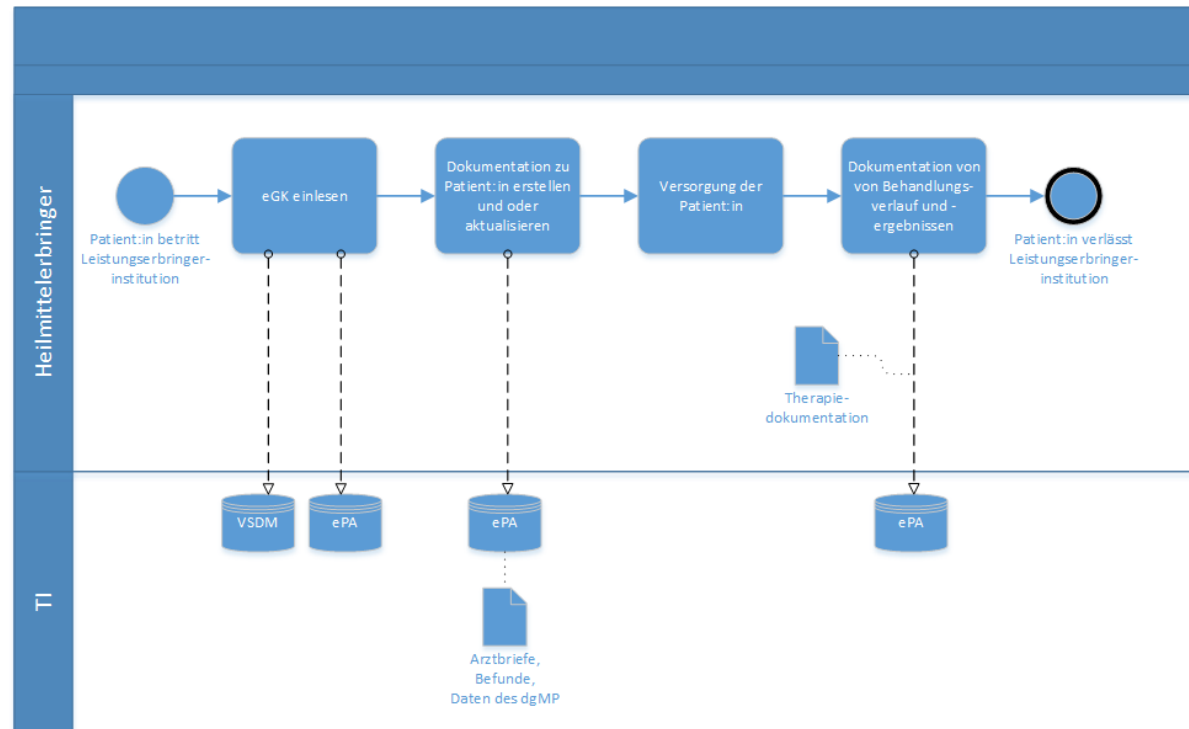 Heilmittelerbringer
Patient:in betritt
Leistungserbringer-
institution
eGK einlesen
Dokumentation zu
Patient:in erstellen
und oder
aktualisieren
Versorgung der
Patient:in
Dokumentation von
von Behandlungs-
verlauf und -
ergebnissen
Patient:in verlässt
Leistungserbringer-
institution
Therapie-
dokumentation
TI
VSDM
ePA
ePA
ePA
Arztbriefe,
Befunde,
Daten des dgMP